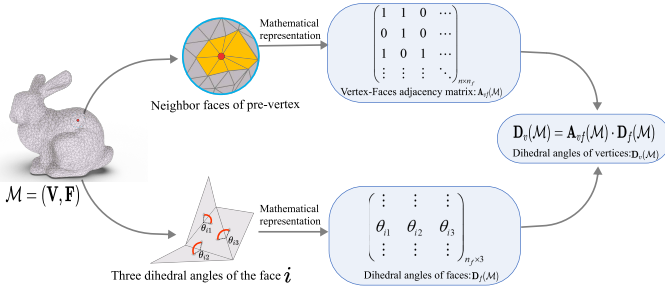 Mathematical
representation
Neighbor faces of pre-vertex
1 1 0 ⋯
0 1 0 ⋯
1 0 1 ⋯
⋮ ⋮ ⋮ ⋱ n×n_f
Vertex-Faces adjacency matrix: A_vf(M)
M = (V, F)
D_v(M) = A_vf(M) · D_f(M)
Dihedral angles of vertices:D_v(M)
θ_i1
θ_i3
θ_i2
Three dihedral angles of the face i
Mathematical
representation
⋮ ⋮ ⋮
θ_i1 θ_i2 θ_i3
⋮ ⋮ ⋮ n_f×3
Dihedral angles of faces: D_f(M)